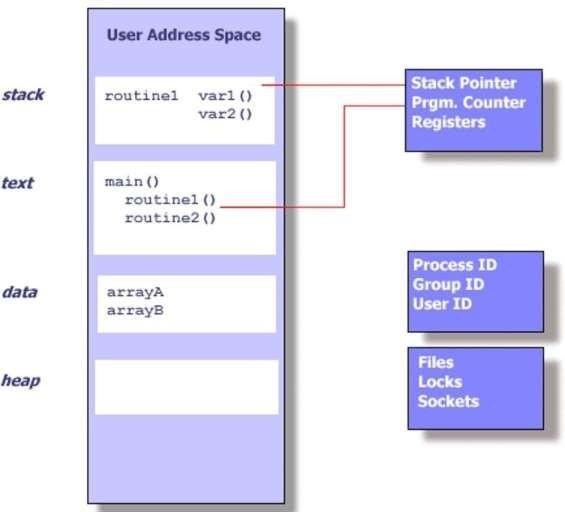 User Address Space
stack
routine1 var1()
var2()
Stack Pointer
Prgm. Counter
Registers
text
main()
routine1()
routine2()
data
arrayA
arrayB
Process ID
Group ID
User ID
heap
Files
Locks
Sockets